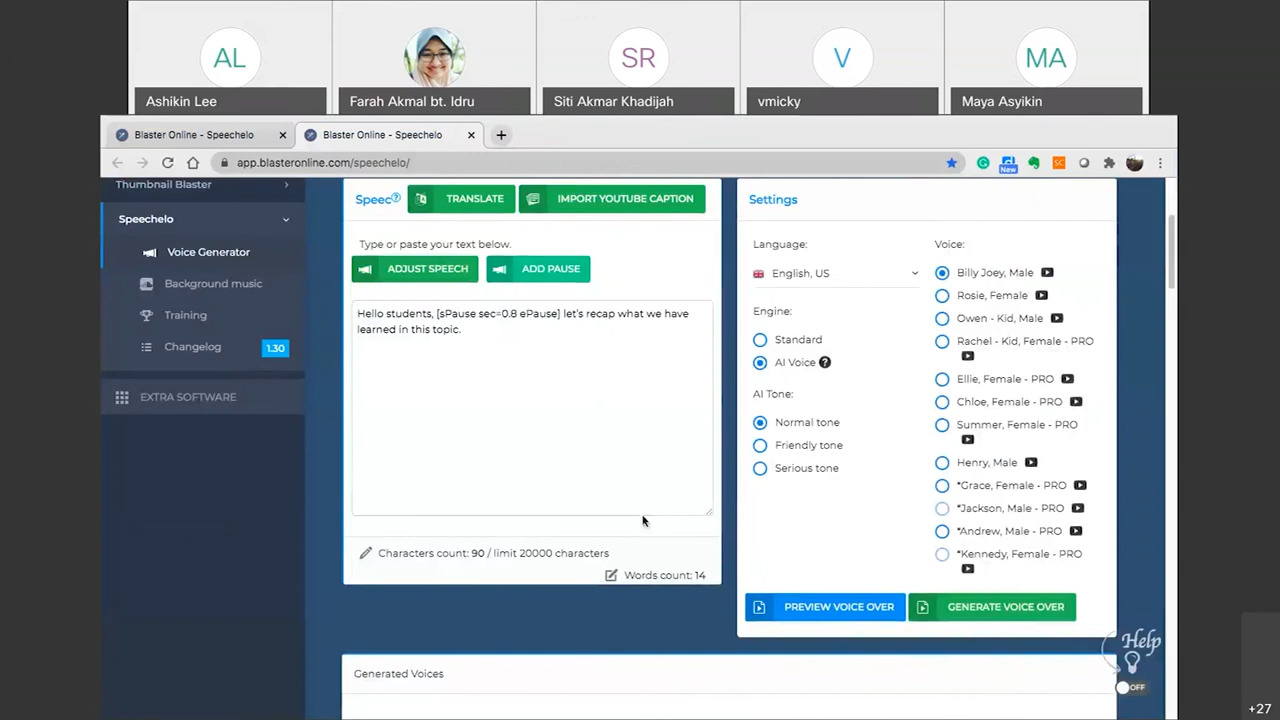 AL
SR
V
MA
Ashikin Lee
Farah Akmal bt. Idru
Siti Akmar Khadijah
vmicky
Maya Asyikin
Blaster Online - Speechelo
Blaster Online - Speechelo
app.blasteronline.com/speechelo/
New
Thumbnail Blaster
Speechelo
Voice Generator
Background music
Training
Changelog
1.30
EXTRA SOFTWARE
Speec
TRANSLATE
IMPORT YOUTUBE CAPTION
Type or paste your text below.
ADJUST SPEECH
ADD PAUSE
Hello students, [sPause sec=0.8 ePause] let's recap what we have
learned in this topic.
Characters count: 90 / limit 20000 characters
Words count: 14
Settings
Language:
English, US
Engine:
Standard
AI Voice
AI Tone:
Normal tone
Friendly tone
Serious tone
Voice:
Billy Joey, Male
Rosie, Female
Owen - Kid, Male
Rachel - Kid, Female - PRO
Ellie, Female - PRO
Chloe, Female - PRO
Summer, Female - PRO
Henry, Male
*Grace, Female - PRO
*Jackson, Male - PRO
*Andrew, Male - PRO
*Kennedy, Female - PRO
PREVIEW VOICE OVER
GENERATE VOICE OVER
Help
OFF
Generated Voices
+27